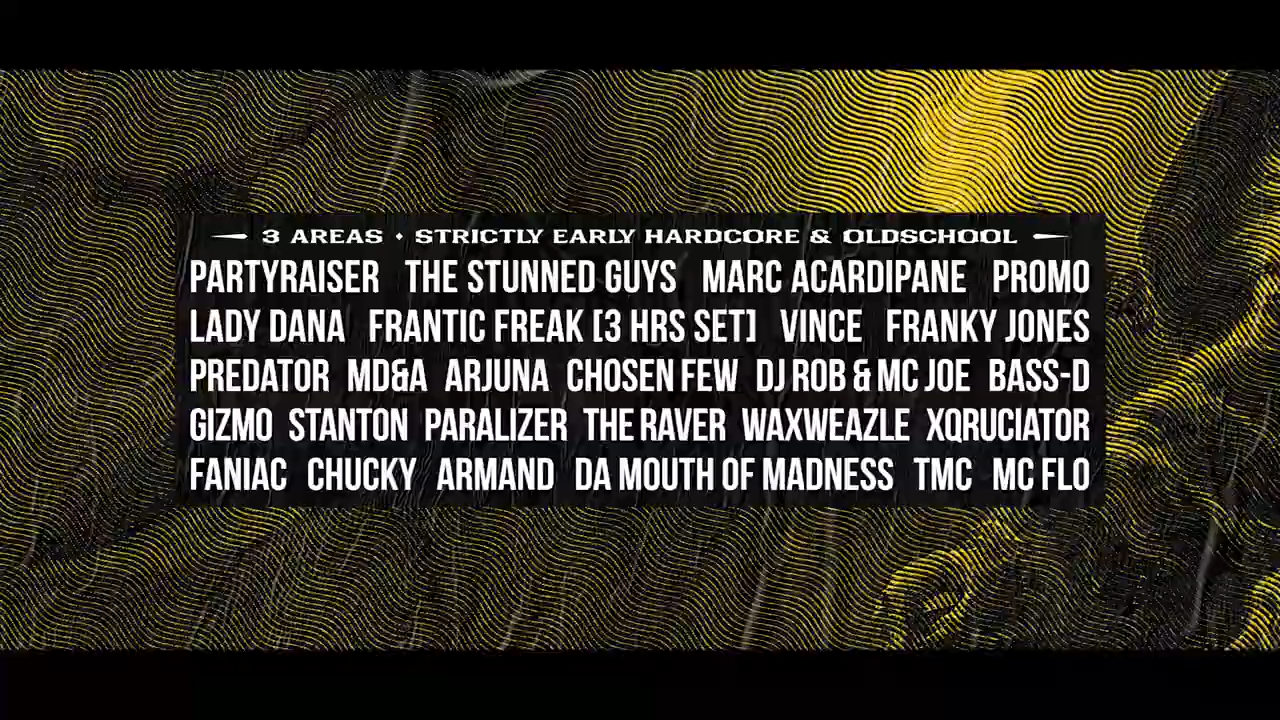 3 AREAS • STRICTLY EARLY HARDCORE & OLDSCHOOL
PARTYRAISER THE STUNNED GUYS MARC ACARDIPANE PROMO
LADY DANA FRANTIC FREAK [3 HRS SET] VINCE FRANKY JONES
PREDATOR MD&A ARJUNA CHOSEN FEW DJ ROB & MC JOE BASS-D
GIZMO STANTON PARALIZER THE RAVER WAXWEAZLE XQRUCIATOR
FANIAC CHUCKY ARMAND DA MOUTH OF MADNESS TMC MC FLO